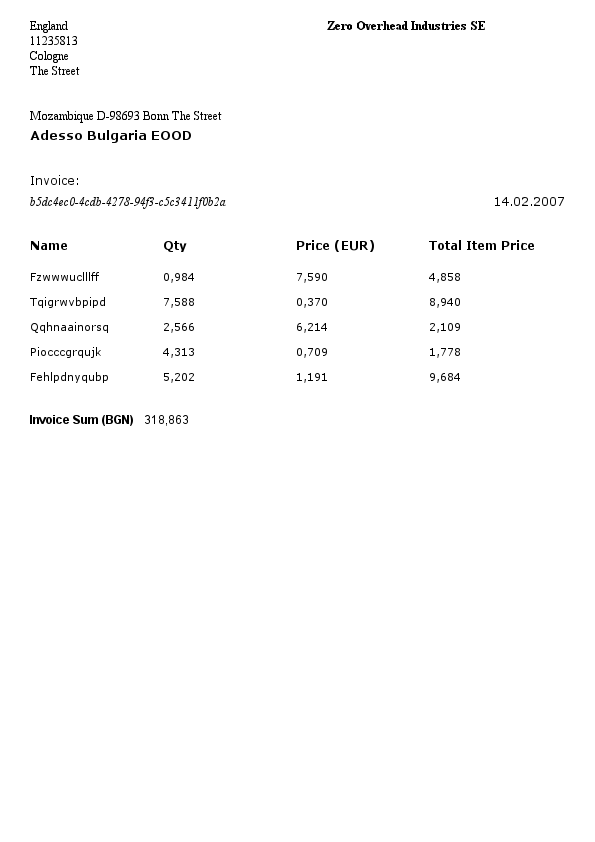 England
Zero Overhead Industries SE
11235813
Cologne
The Street
Mozambique D-98693 Bonn The Street
Adesso Bulgaria EOOD
Invoice:
b5dc4ec0-4cdb-4278-94f3-c5c3411f0b2a 14.02.2007
Name Qty Price (EUR) Total Item Price
Fzwwwuclllff 0,984 7,590 4,858
Tqigrwvbpipd 7,588 0,370 8,940
Qqhnaainorsq 2,566 6,214 2,109
Piocccgrqujk 4,313 0,709 1,778
Fehlpdnyqubp 5,202 1,191 9,684
Invoice Sum (BGN) 318,863